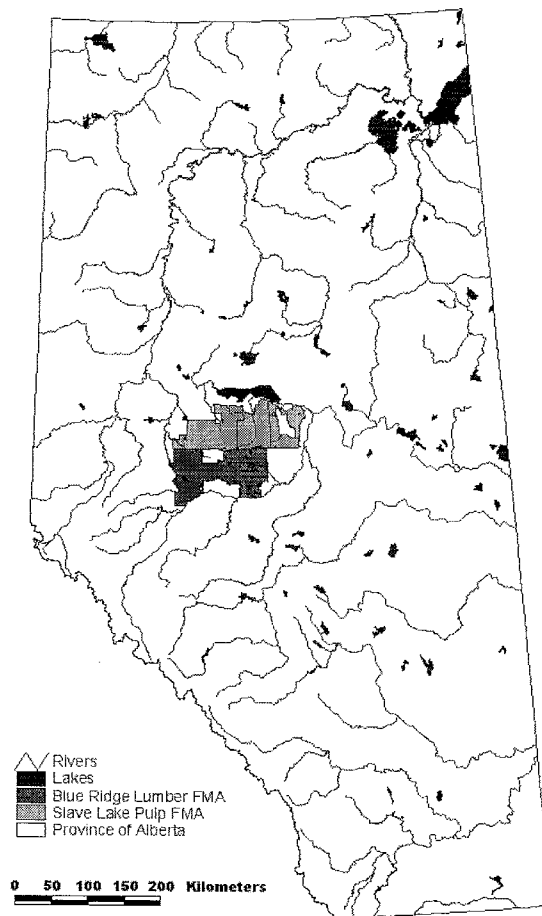 Rivers
Lakes
Blue Ridge Lumber FMA
Slave Lake Pulp FMA
Province of Alberta
0 50 100 150 200 Kilometers